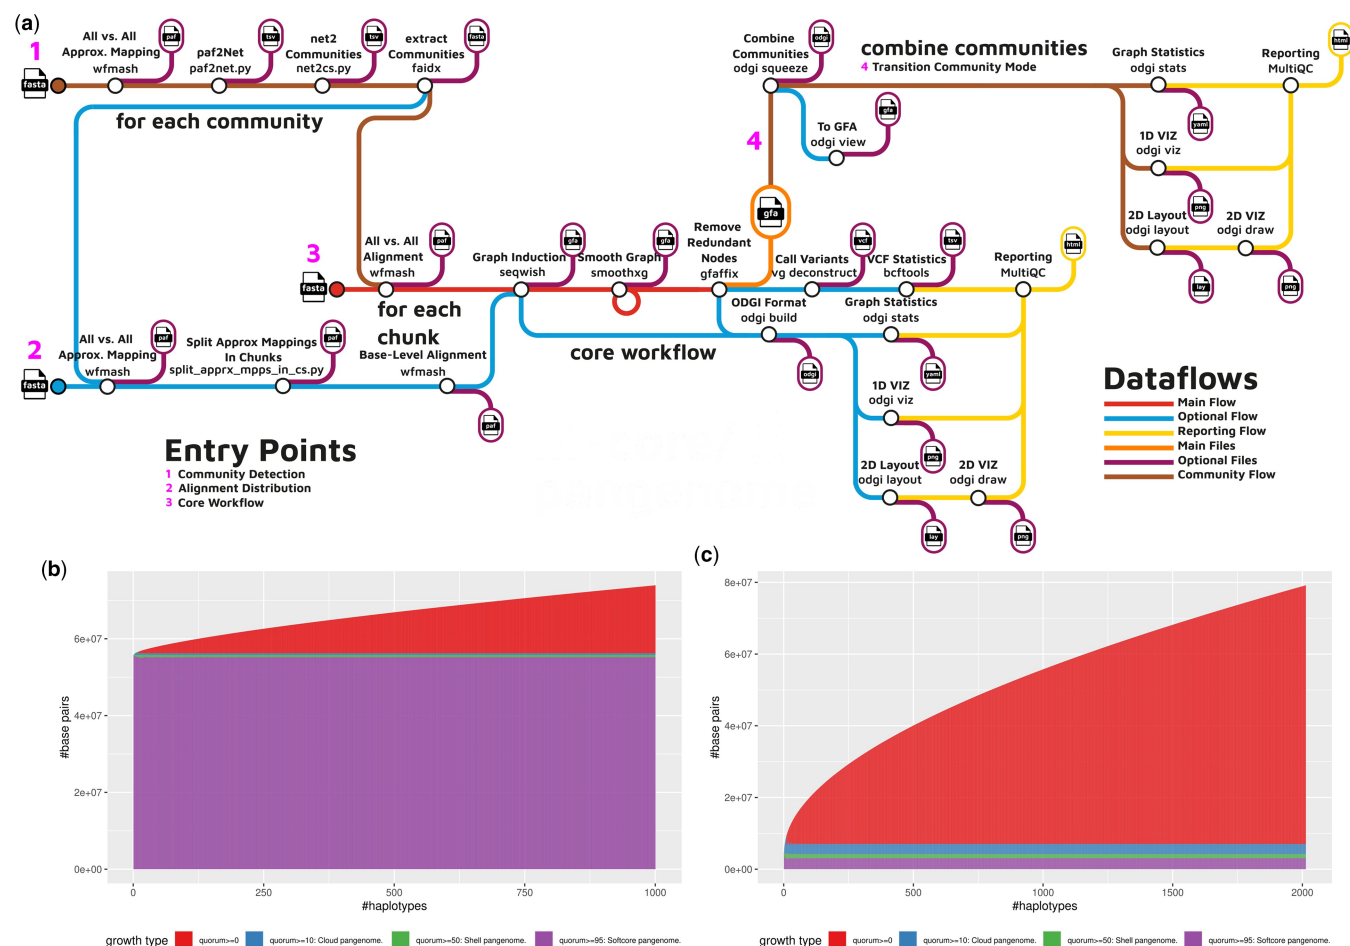 (a)
1
fasta
All vs. All
Approx. Mapping
wfmash
paf
paf2Net
paf2net.py
tsv
net2
Communities
net2cs.py
tsv
extract
Communities
faidx
fasta
for each community
Combine
Communities
odgi squeeze
odgi
combine communities
4 Transition Community Mode
4
To GFA
odgi view
gfa
gfa
Graph Statistics
odgi stats
yaml
Reporting
MultiQC
html
1D VIZ
odgi viz
png
2D Layout
odgi layout
lay
2D VIZ
odgi draw
png
3
fasta
All vs. All
Alignment
wfmash
paf
for each
chunk
Graph Induction
seqwish
gfa
Smooth Graph
smoothxg
gfa
Remove
Redundant
Nodes
gfaffix
Call Variants
vg deconstruct
vcf
VCF Statistics
bcftools
tsv
Reporting
MultiQC
html
ODGI Format
odgi build
odgi
Graph Statistics
odgi stats
yaml
core workflow
1D VIZ
odgi viz
png
2D Layout
odgi layout
lay
2D VIZ
odgi draw
png
2
fasta
All vs. All
Approx. Mapping
wfmash
paf
Split Approx Mappings
In Chunks
split_apprx_mpps_in_cs.py
paf
Base-Level Alignment
wfmash
paf
Entry Points
1 Community Detection
2 Alignment Distribution
3 Core Workflow
Dataflows
Main Flow
Optional Flow
Reporting Flow
Main Files
Optional Files
Community Flow
(b)
#base pairs
6e+07
4e+07
2e+07
0e+00
0
250
500
750
1000
#haplotypes
growth type
quorum>=0
quorum>=10: Cloud pangenome.
quorum>=50: Shell pangenome.
quorum>=95: Softcore pangenome.
(c)
#base pairs
8e+07
6e+07
4e+07
2e+07
0e+00
0
500
1000
1500
2000
#haplotypes
growth type
quorum>=0
quorum>=10: Cloud pangenome.
quorum>=50: Shell pangenome.
quorum>=95: Softcore pangenome.